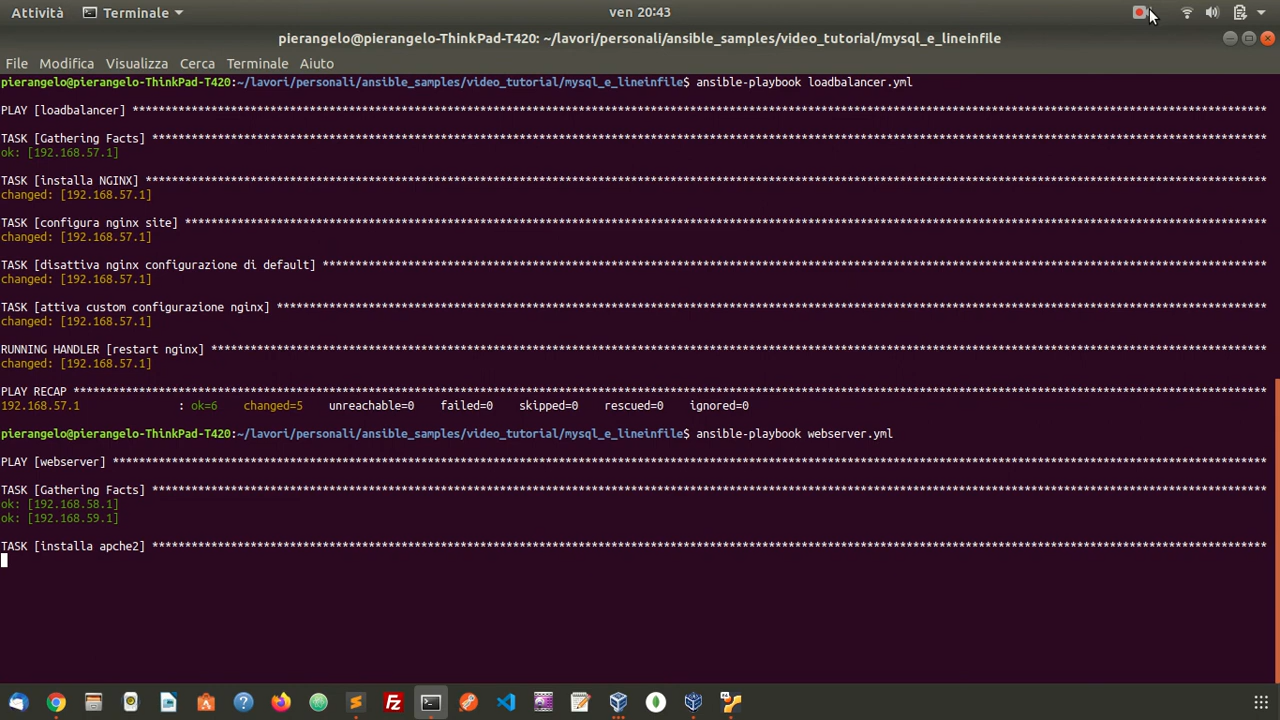 Attività Terminale ven 20:43
pierangelo@pierangelo-ThinkPad-T420: ~/lavori/personali/ansible_samples/video_tutorial/mysql_e_lineinfile
File Modifica Visualizza Cerca Terminale Aiuto
pierangelo@pierangelo-ThinkPad-T420:~/lavori/personali/ansible_samples/video_tutorial/mysql_e_lineinfile$ ansible-playbook loadbalancer.yml
PLAY [loadbalancer] ****************************************************************************************************
TASK [Gathering Facts] *************************************************************************************************
ok: [192.168.57.1]
TASK [installa NGINX] **************************************************************************************************
changed: [192.168.57.1]
TASK [configura nginx site] ********************************************************************************************
changed: [192.168.57.1]
TASK [disattiva nginx configurazione di default] ***********************************************************************
changed: [192.168.57.1]
TASK [attiva custom configurazione nginx] ******************************************************************************
changed: [192.168.57.1]
RUNNING HANDLER [restart nginx] ****************************************************************************************
changed: [192.168.57.1]
PLAY RECAP *************************************************************************************************************
192.168.57.1 : ok=6 changed=5 unreachable=0 failed=0 skipped=0 rescued=0 ignored=0
pierangelo@pierangelo-ThinkPad-T420:~/lavori/personali/ansible_samples/video_tutorial/mysql_e_lineinfile$ ansible-playbook webserver.yml
PLAY [webserver] *******************************************************************************************************
TASK [Gathering Facts] *************************************************************************************************
ok: [192.168.58.1]
ok: [192.168.59.1]
TASK [installa apche2] *************************************************************************************************